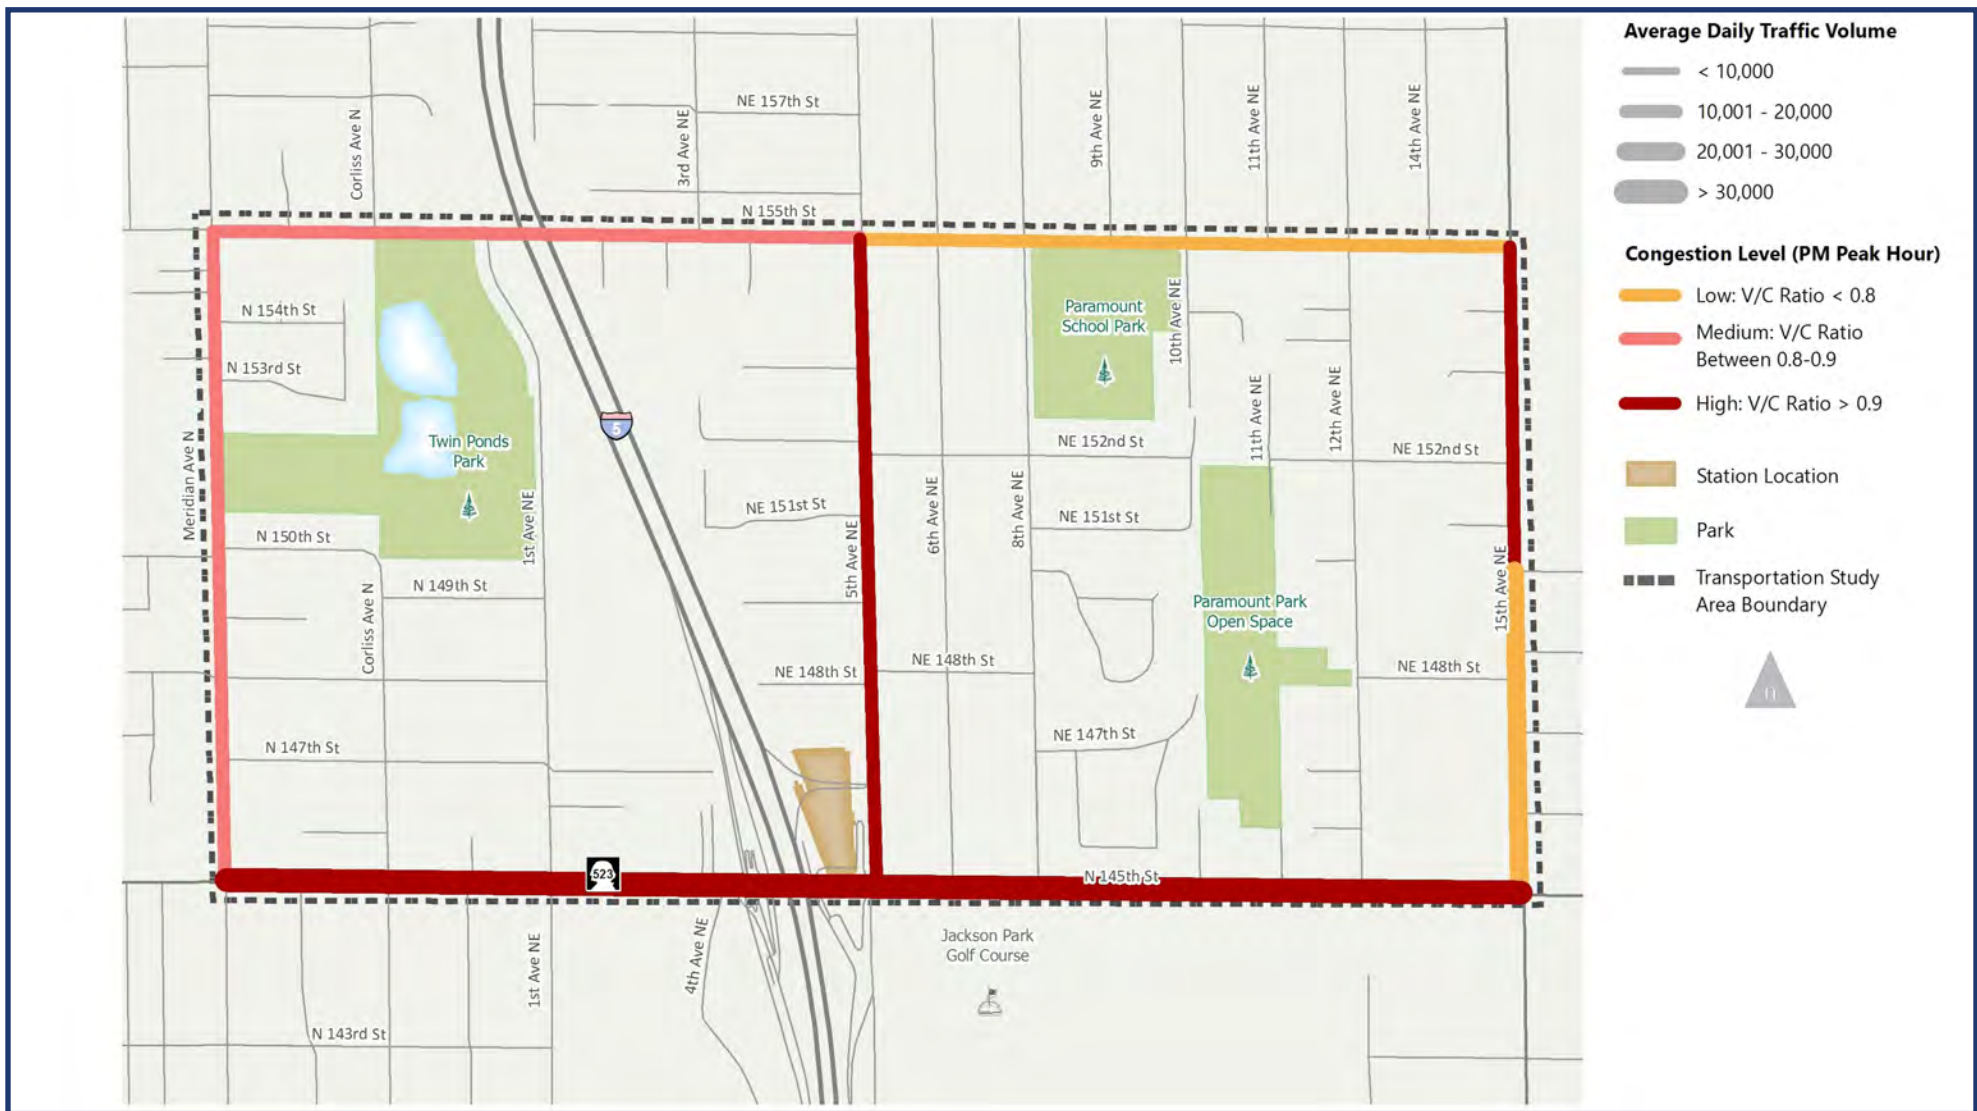 Average Daily Traffic Volume
< 10,000
10,001 - 20,000
20,001 - 30,000
> 30,000
Congestion Level (PM Peak Hour)
Low: V/C Ratio < 0.8
Medium: V/C Ratio
Between 0.8-0.9
High: V/C Ratio > 0.9
Station Location
Park
Transportation Study
Area Boundary
NE 157th St
Corliss Ave N
3rd Ave NE
9th Ave NE
11th Ave NE
14th Ave NE
N 155th St
N 154th St
N 153rd St
Paramount
School Park
10th Ave NE
5
Twin Ponds
Park
Meridian Ave N
1st Ave NE
NE 152nd St
11th Ave NE
12th Ave NE
NE 152nd St
NE 151st St
NE 151st St
5th Ave NE
6th Ave NE
8th Ave NE
15th Ave NE
N 150th St
N 149th St
Corliss Ave N
Paramount Park
Open Space
NE 148th St
NE 148th St
NE 148th St
N 147th St
NE 147th St
523
N 145th St
Jackson Park
Golf Course
1st Ave NE
4th Ave NE
N 143rd St